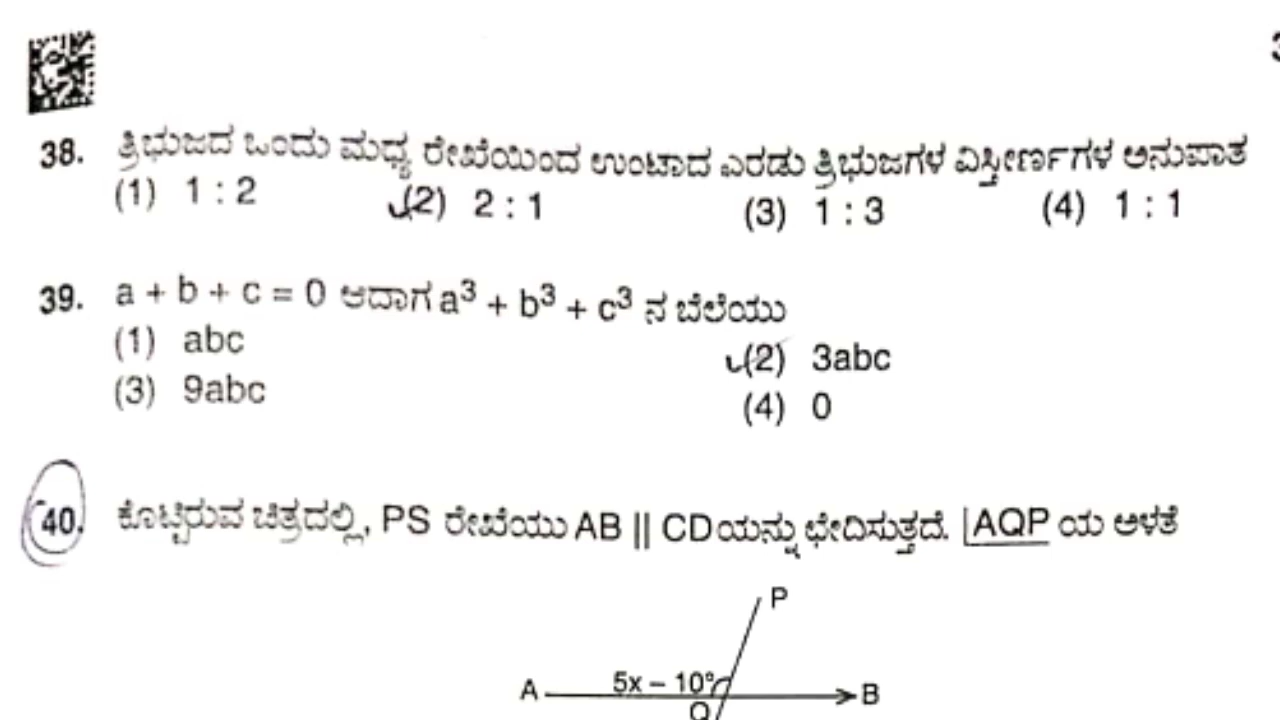 38. ತ್ರಿಭುಜದ ಒಂದು ಮಧ್ಯ ರೇಖೆಯಿಂದ ಉಂಟಾದ ಎರಡು ತ್ರಿಭುಜಗಳ ವಿಸ್ತೀರ್ಣಗಳ ಅನುಪಾತ
(1) 1 : 2 (2) 2 : 1 (3) 1 : 3 (4) 1 : 1
39. a + b + c = 0 ಆದಾಗ a³ + b³ + c³ ನ ಬೆಲೆಯು
(1) abc (2) 3abc
(3) 9abc (4) 0
40. ಕೊಟ್ಟಿರುವ ಚಿತ್ರದಲ್ಲಿ, PS ರೇಖೆಯು AB || CD ಯನ್ನು ಛೇದಿಸುತ್ತದೆ. AQP ಯ ಅಳತೆ
P
A 5x – 10° B
Q